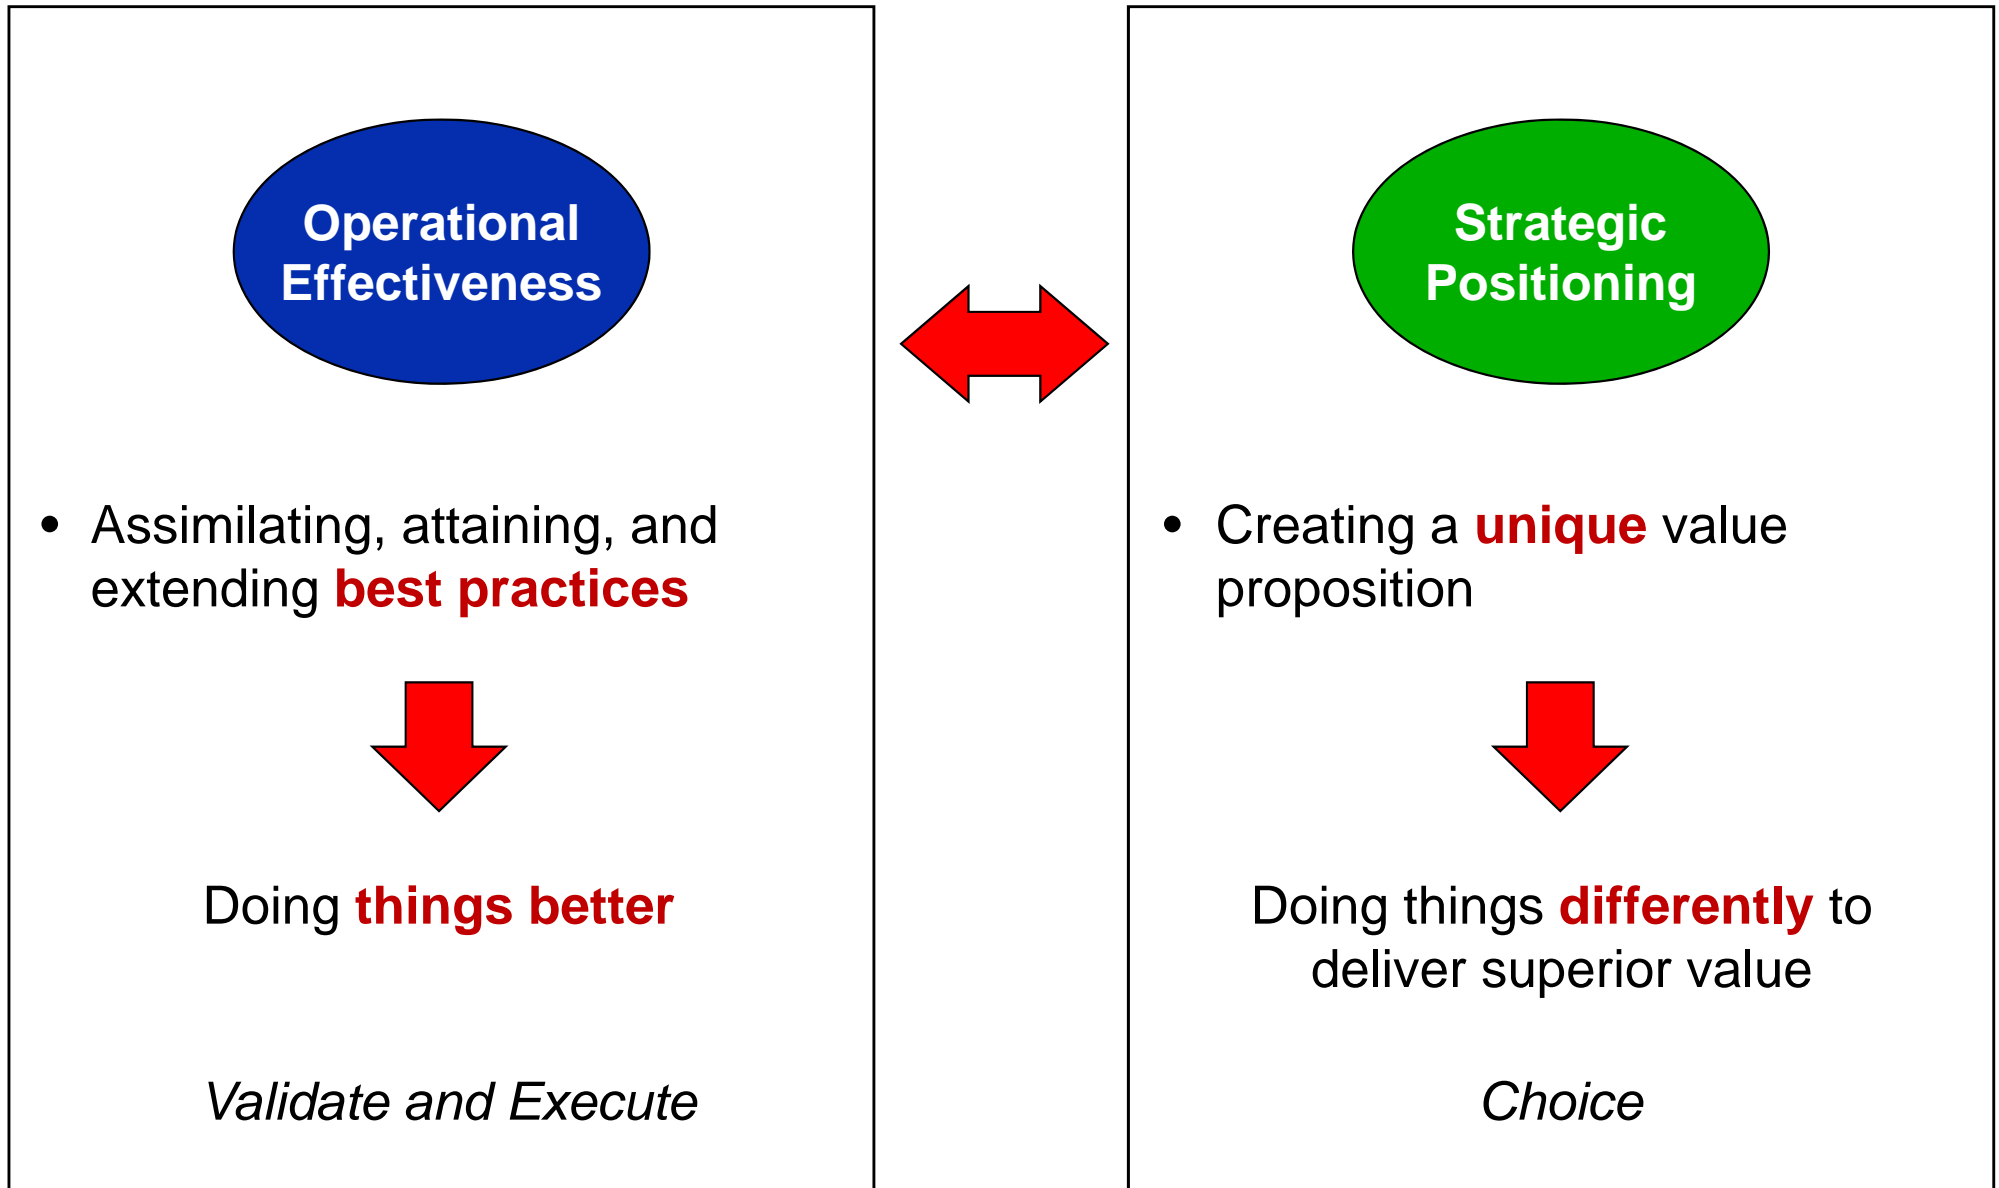 Operational
Effectiveness
• Assimilating, attaining, and
extending best practices
Doing things better
Validate and Execute
Strategic
Positioning
• Creating a unique value
proposition
Doing things differently to
deliver superior value
Choice